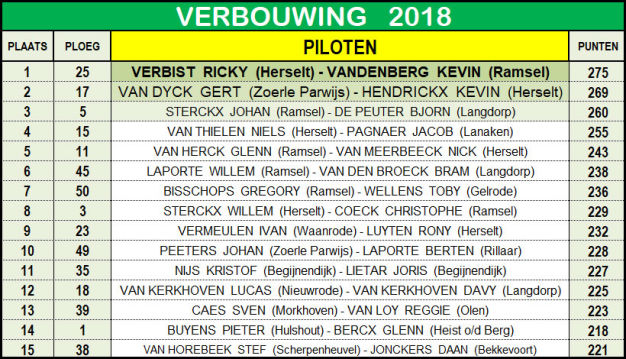 VERBOUWING 2018
PLAATS PLOEG PILOTEN PUNTEN
1 25 VERBIST RICKY (Herselt) - VANDENBERG KEVIN (Ramsel) 275
2 17 VAN DYCK GERT (Zoerle Parwijs) - HENDRICKX KEVIN (Herselt) 269
3 5 STERCKX JOHAN (Ramsel) - DE PEUTER BJORN (Langdorp) 260
4 15 VAN THIELEN NIELS (Herselt) - PAGNAER JACOB (Lanaken) 255
5 11 VAN HERCK GLENN (Ramsel) - VAN MEERBEECK NICK (Herselt) 243
6 45 LAPORTE WILLEM (Ramsel) - VAN DEN BROECK BRAM (Langdorp) 238
7 50 BISSCHOPS GREGORY (Ramsel) - WELLENS TOBY (Gelrode) 236
8 3 STERCKX WILLEM (Herselt) - COECK CHRISTOPHE (Ramsel) 229
9 23 VERMEULEN IVAN (Waanrode) - LUYTEN RONY (Herselt) 232
10 49 PEETERS JOHAN (Zoerle Parwijs) - LAPORTE BERTEN (Rillaar) 228
11 35 NIJS KRISTOF (Begijnendijk) - LIETAR JORIS (Begijnendijk) 227
12 18 VAN KERKHOVEN LUCAS (Nieuwrode) - VAN KERKHOVEN DAVY (Langdorp) 225
13 39 CAES SVEN (Morkhoven) - VAN LOY REGGIE (Olen) 223
14 1 BUYENS PIETER (Hulshout) - BERCX GLENN (Heist o/d Berg) 218
15 38 VAN HOREBEEK STEF (Scherpenheuvel) - JONCKERS DAAN (Bekkevoort) 221